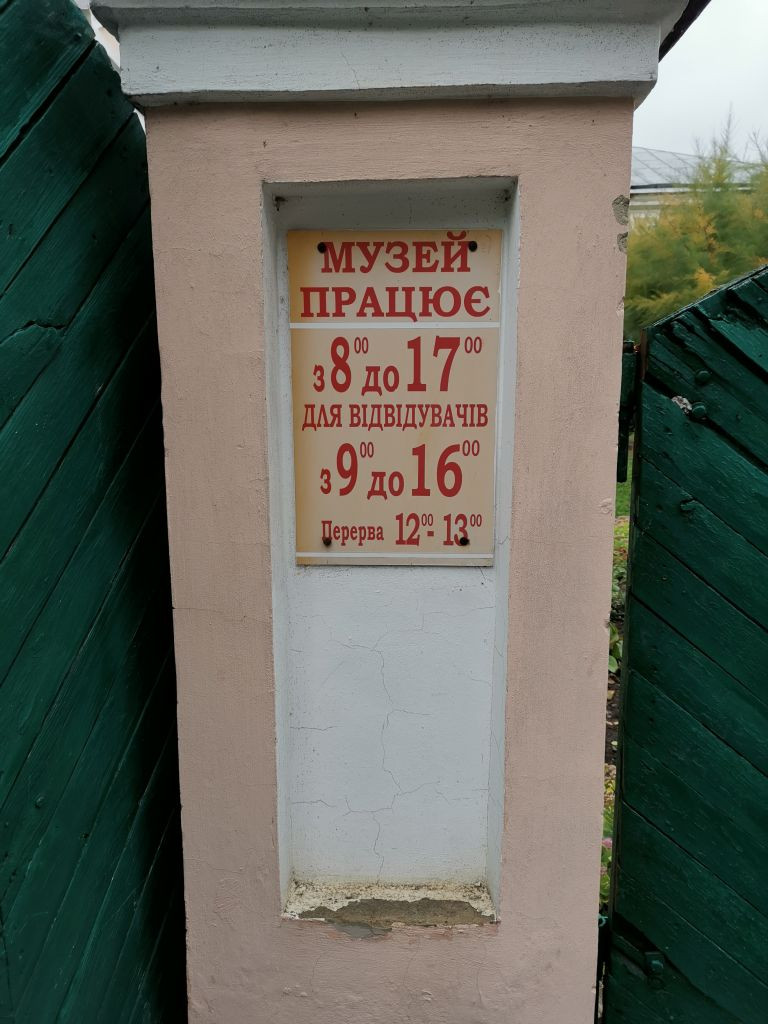 МУЗЕЙ
ПРАЦЮЄ
з 8⁰⁰ до 17⁰⁰
ДЛЯ ВІДВІДУВАЧІВ
з 9⁰⁰ до 16⁰⁰
Перерва 12⁰⁰ - 13⁰⁰